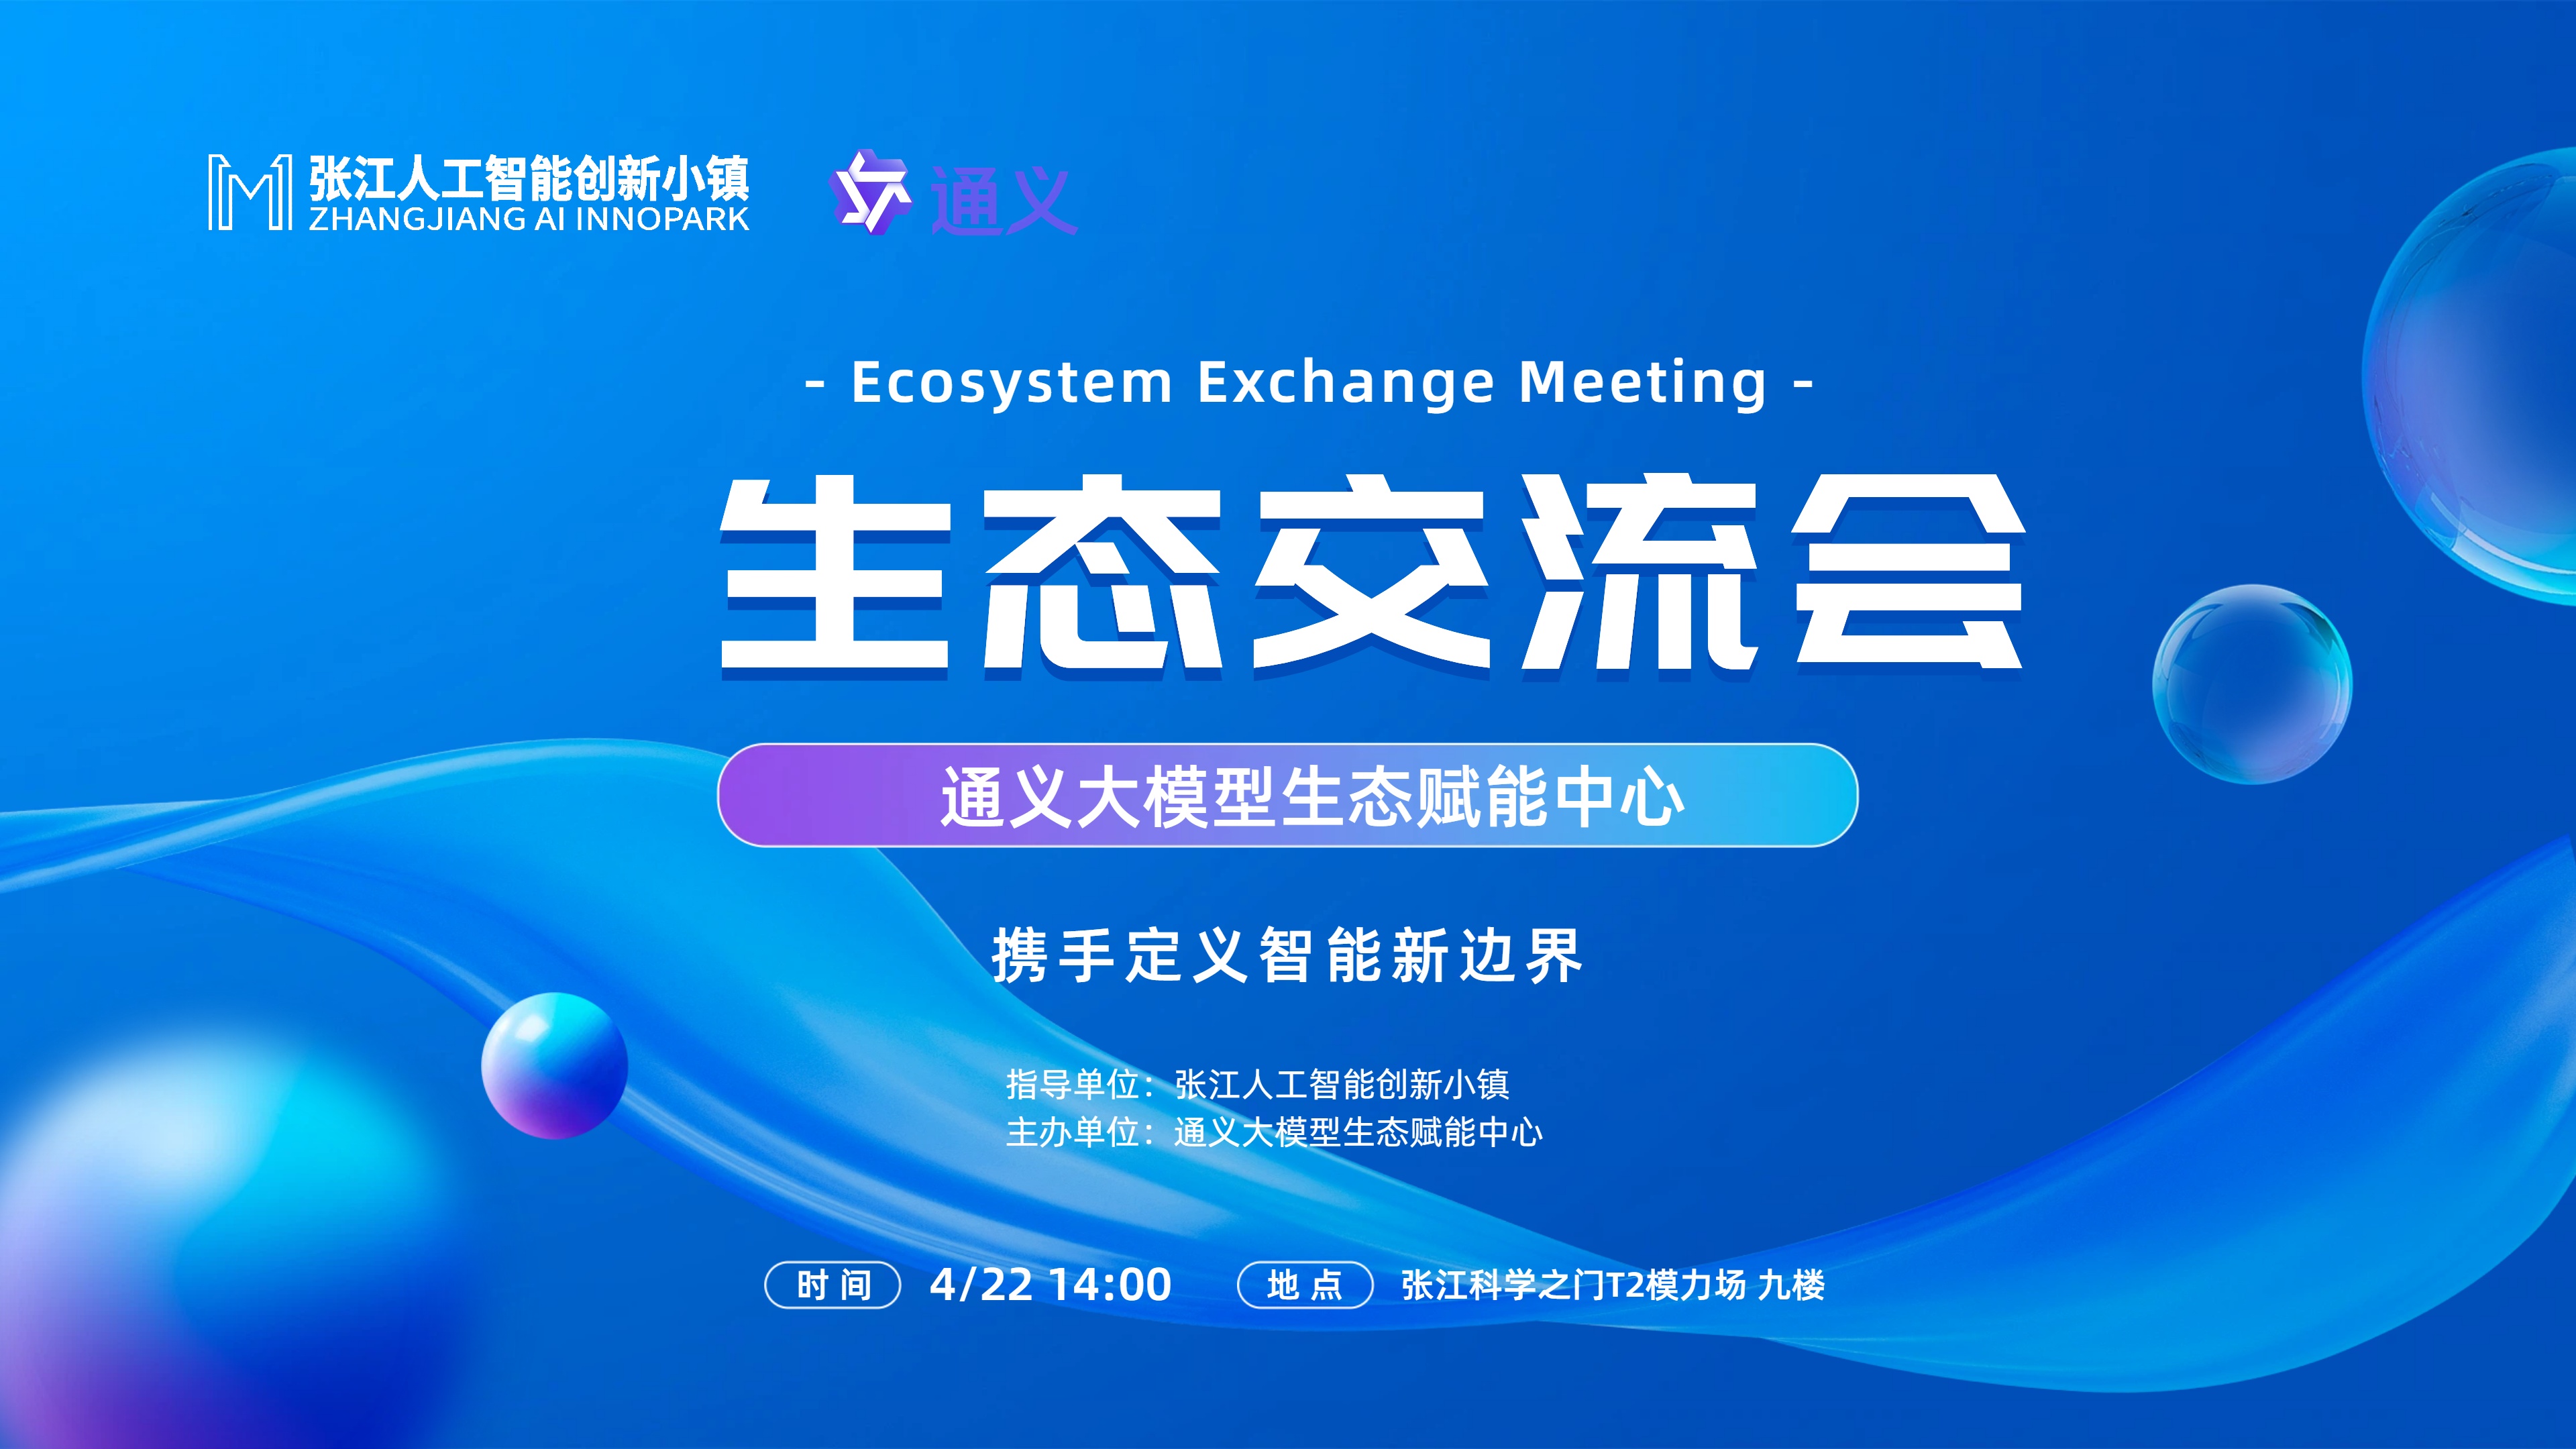 张江人工智能创新小镇
ZHANGJIANG AI INNOPARK
通义
- Ecosystem Exchange Meeting -
生态交流会
通义大模型生态赋能中心
携手定义智能新边界
指导单位：张江人工智能创新小镇
主办单位：通义大模型生态赋能中心
时间 4/22 14:00 地点 张江科学之门T2模力场 九楼